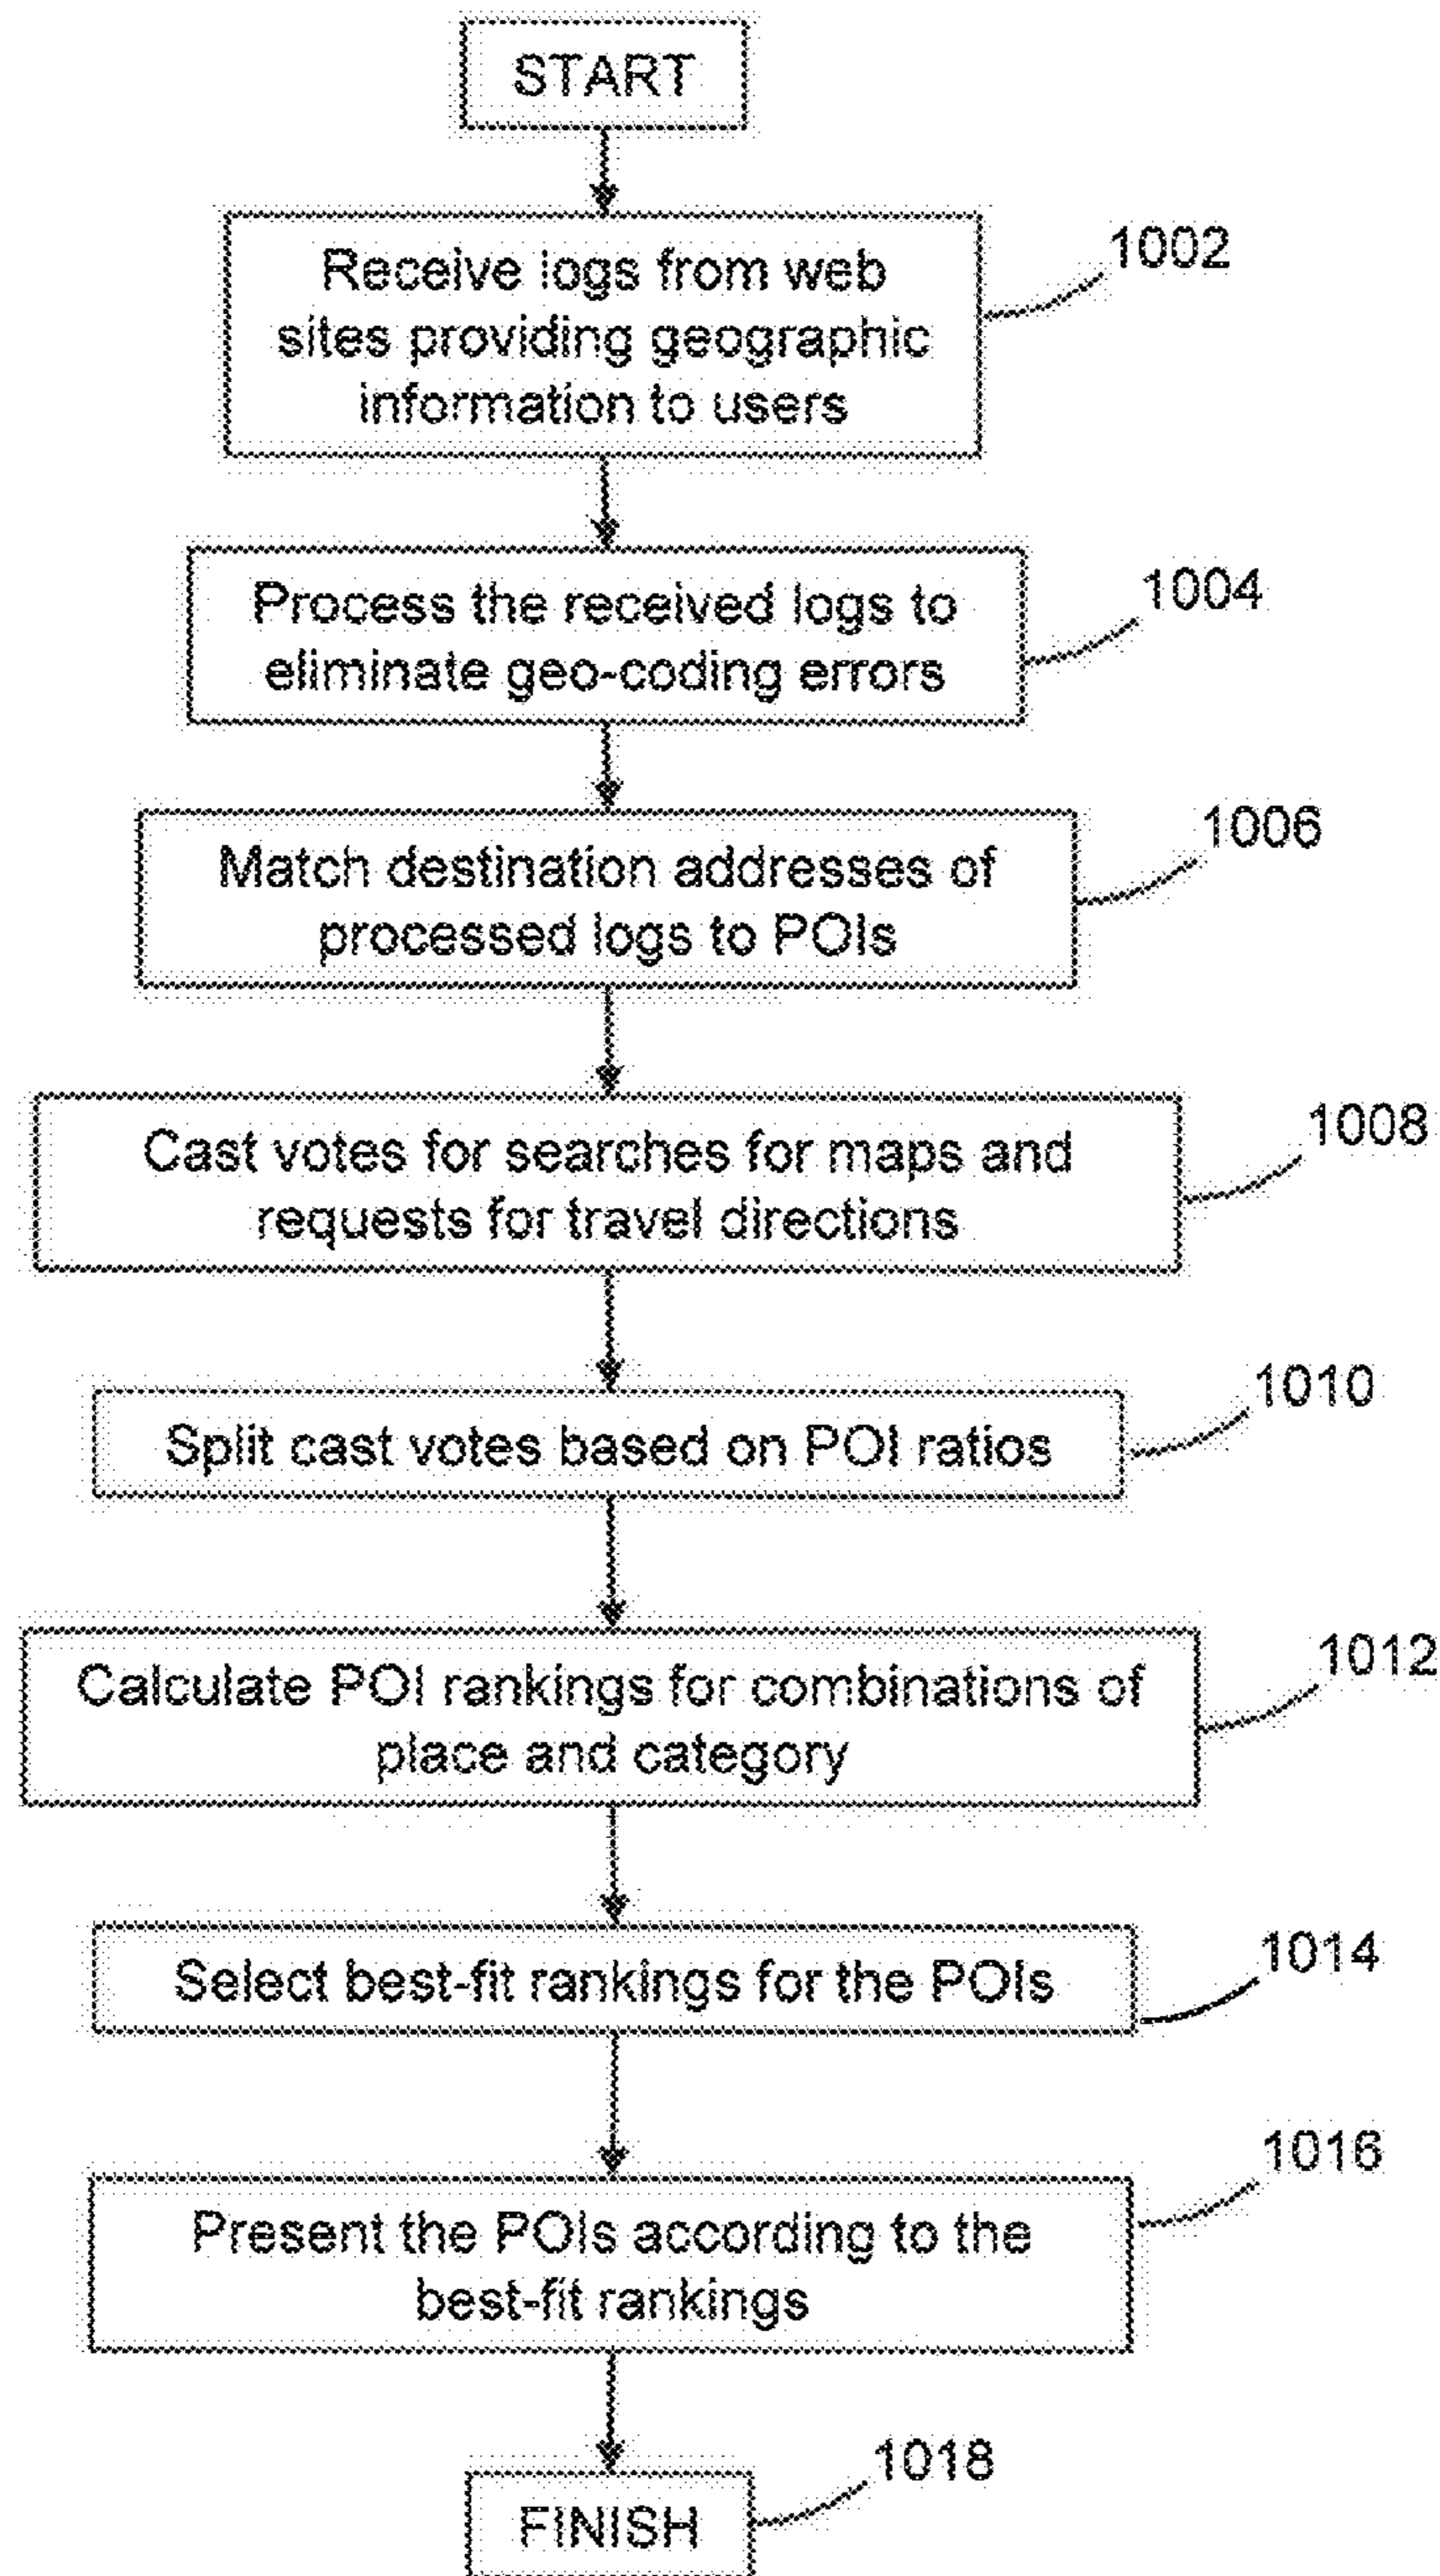 START
Receive logs from web
sites providing geographic
information to users
1002
Process the received logs to
eliminate geo-coding errors
1004
Match destination addresses of
processed logs to POIs
1006
Cast votes for searches for maps and
requests for travel directions
1008
Split cast votes based on POI ratios
1010
Calculate POI rankings for combinations of
place and category
1012
Select best-fit rankings for the POIs
1014
Present the POIs according to the
best-fit rankings
1016
FINISH
1018